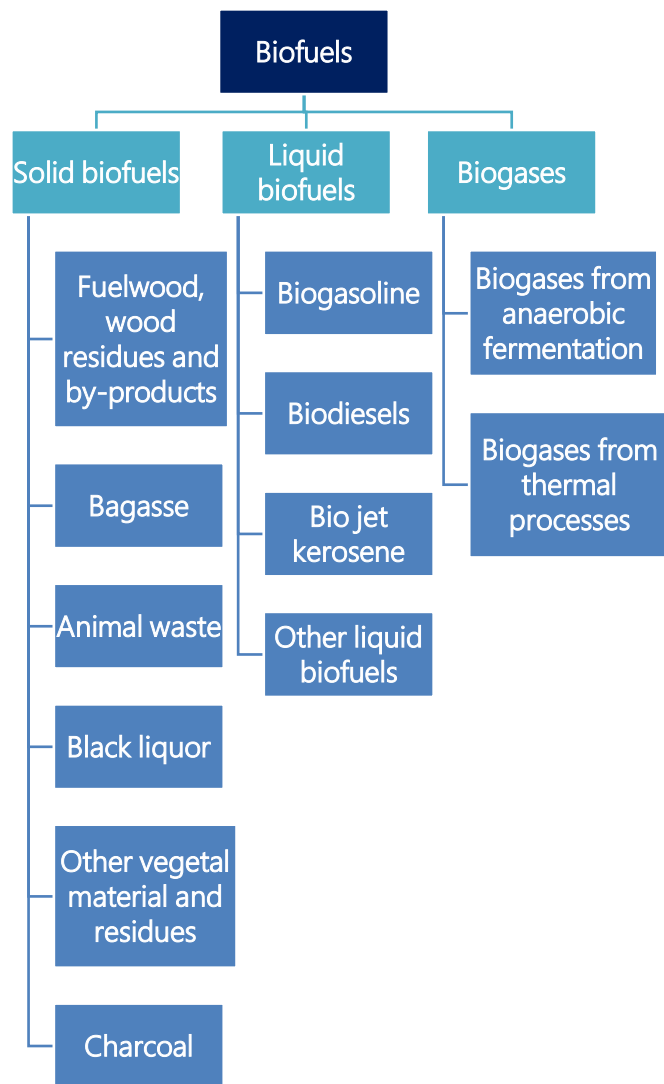 Biofuels
Solid biofuels
Liquid
biofuels
Biogases
Fuelwood,
wood
residues and
by-products
Bagasse
Animal waste
Black liquor
Other vegetal
material and
residues
Charcoal
Biogasoline
Biodiesels
Bio jet
kerosene
Other liquid
biofuels
Biogases from
anaerobic
fermentation
Biogases from
thermal
processes